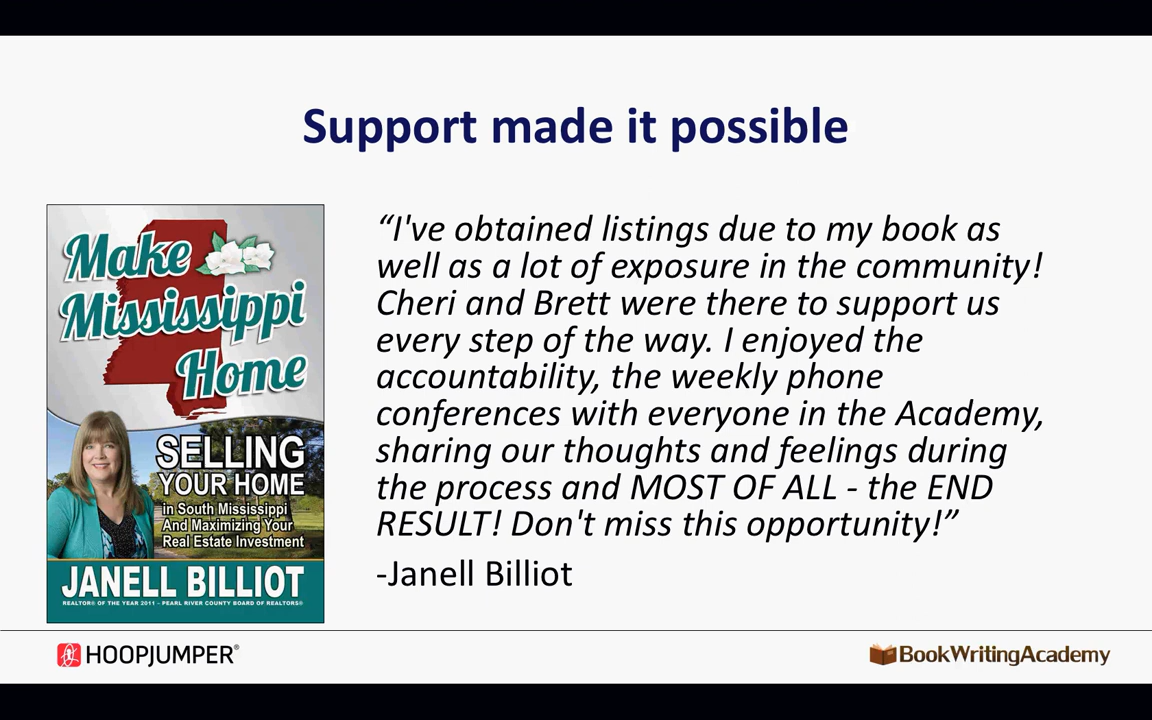 Support made it possible
Make
Mississippi
Home
SELLING
YOUR HOME
in South Mississippi
And Maximizing Your
Real Estate Investment
JANELL BILLIOT
REALTOR® OF THE YEAR 2011 - PEARL RIVER COUNTY BOARD OF REALTORS®
“I've obtained listings due to my book as
well as a lot of exposure in the community!
Cheri and Brett were there to support us
every step of the way. I enjoyed the
accountability, the weekly phone
conferences with everyone in the Academy,
sharing our thoughts and feelings during
the process and MOST OF ALL - the END
RESULT! Don't miss this opportunity!”
-Janell Billiot
HOOPJUMPER®
BookWritingAcademy